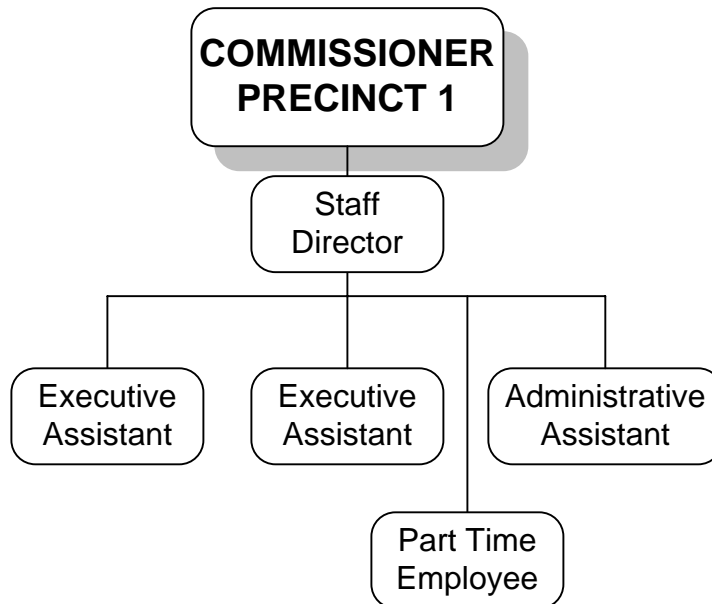 COMMISSIONER
PRECINCT 1
Staff
Director
Executive
Assistant
Executive
Assistant
Administrative
Assistant
Part Time
Employee